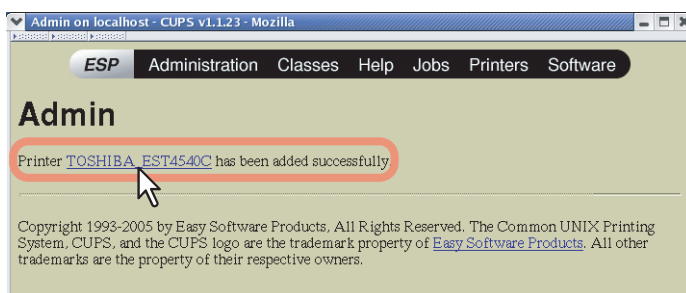 Admin on localhost - CUPS v1.1.23 - Mozilla
ESP Administration Classes Help Jobs Printers Software
Admin
Printer TOSHIBA_EST4540C has been added successfully.
Copyright 1993-2005 by Easy Software Products, All Rights Reserved. The Common UNIX Printing
System, CUPS, and the CUPS logo are the trademark property of Easy Software Products. All other
trademarks are the property of their respective owners.